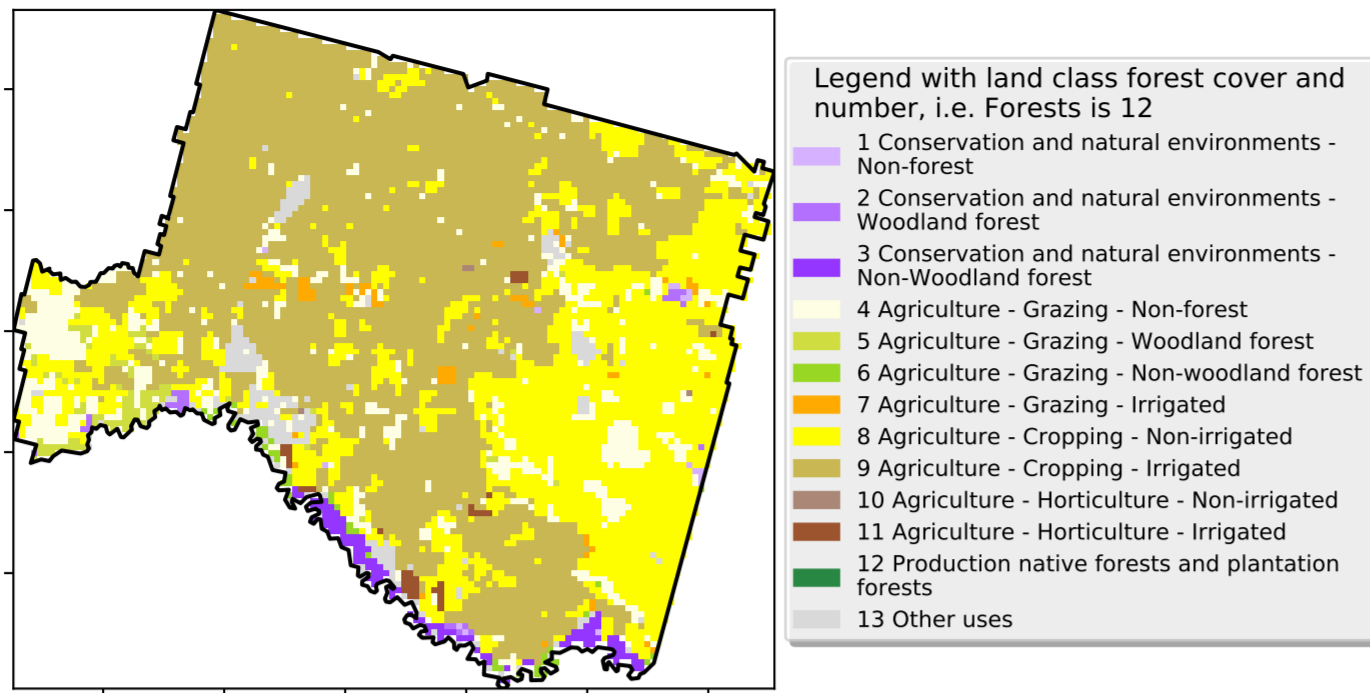 Legend with land class forest cover and
number, i.e. Forests is 12
1 Conservation and natural environments -
Non-forest
2 Conservation and natural environments -
Woodland forest
3 Conservation and natural environments -
Non-Woodland forest
4 Agriculture - Grazing - Non-forest
5 Agriculture - Grazing - Woodland forest
6 Agriculture - Grazing - Non-woodland forest
7 Agriculture - Grazing - Irrigated
8 Agriculture - Cropping - Non-irrigated
9 Agriculture - Cropping - Irrigated
10 Agriculture - Horticulture - Non-irrigated
11 Agriculture - Horticulture - Irrigated
12 Production native forests and plantation
forests
13 Other uses